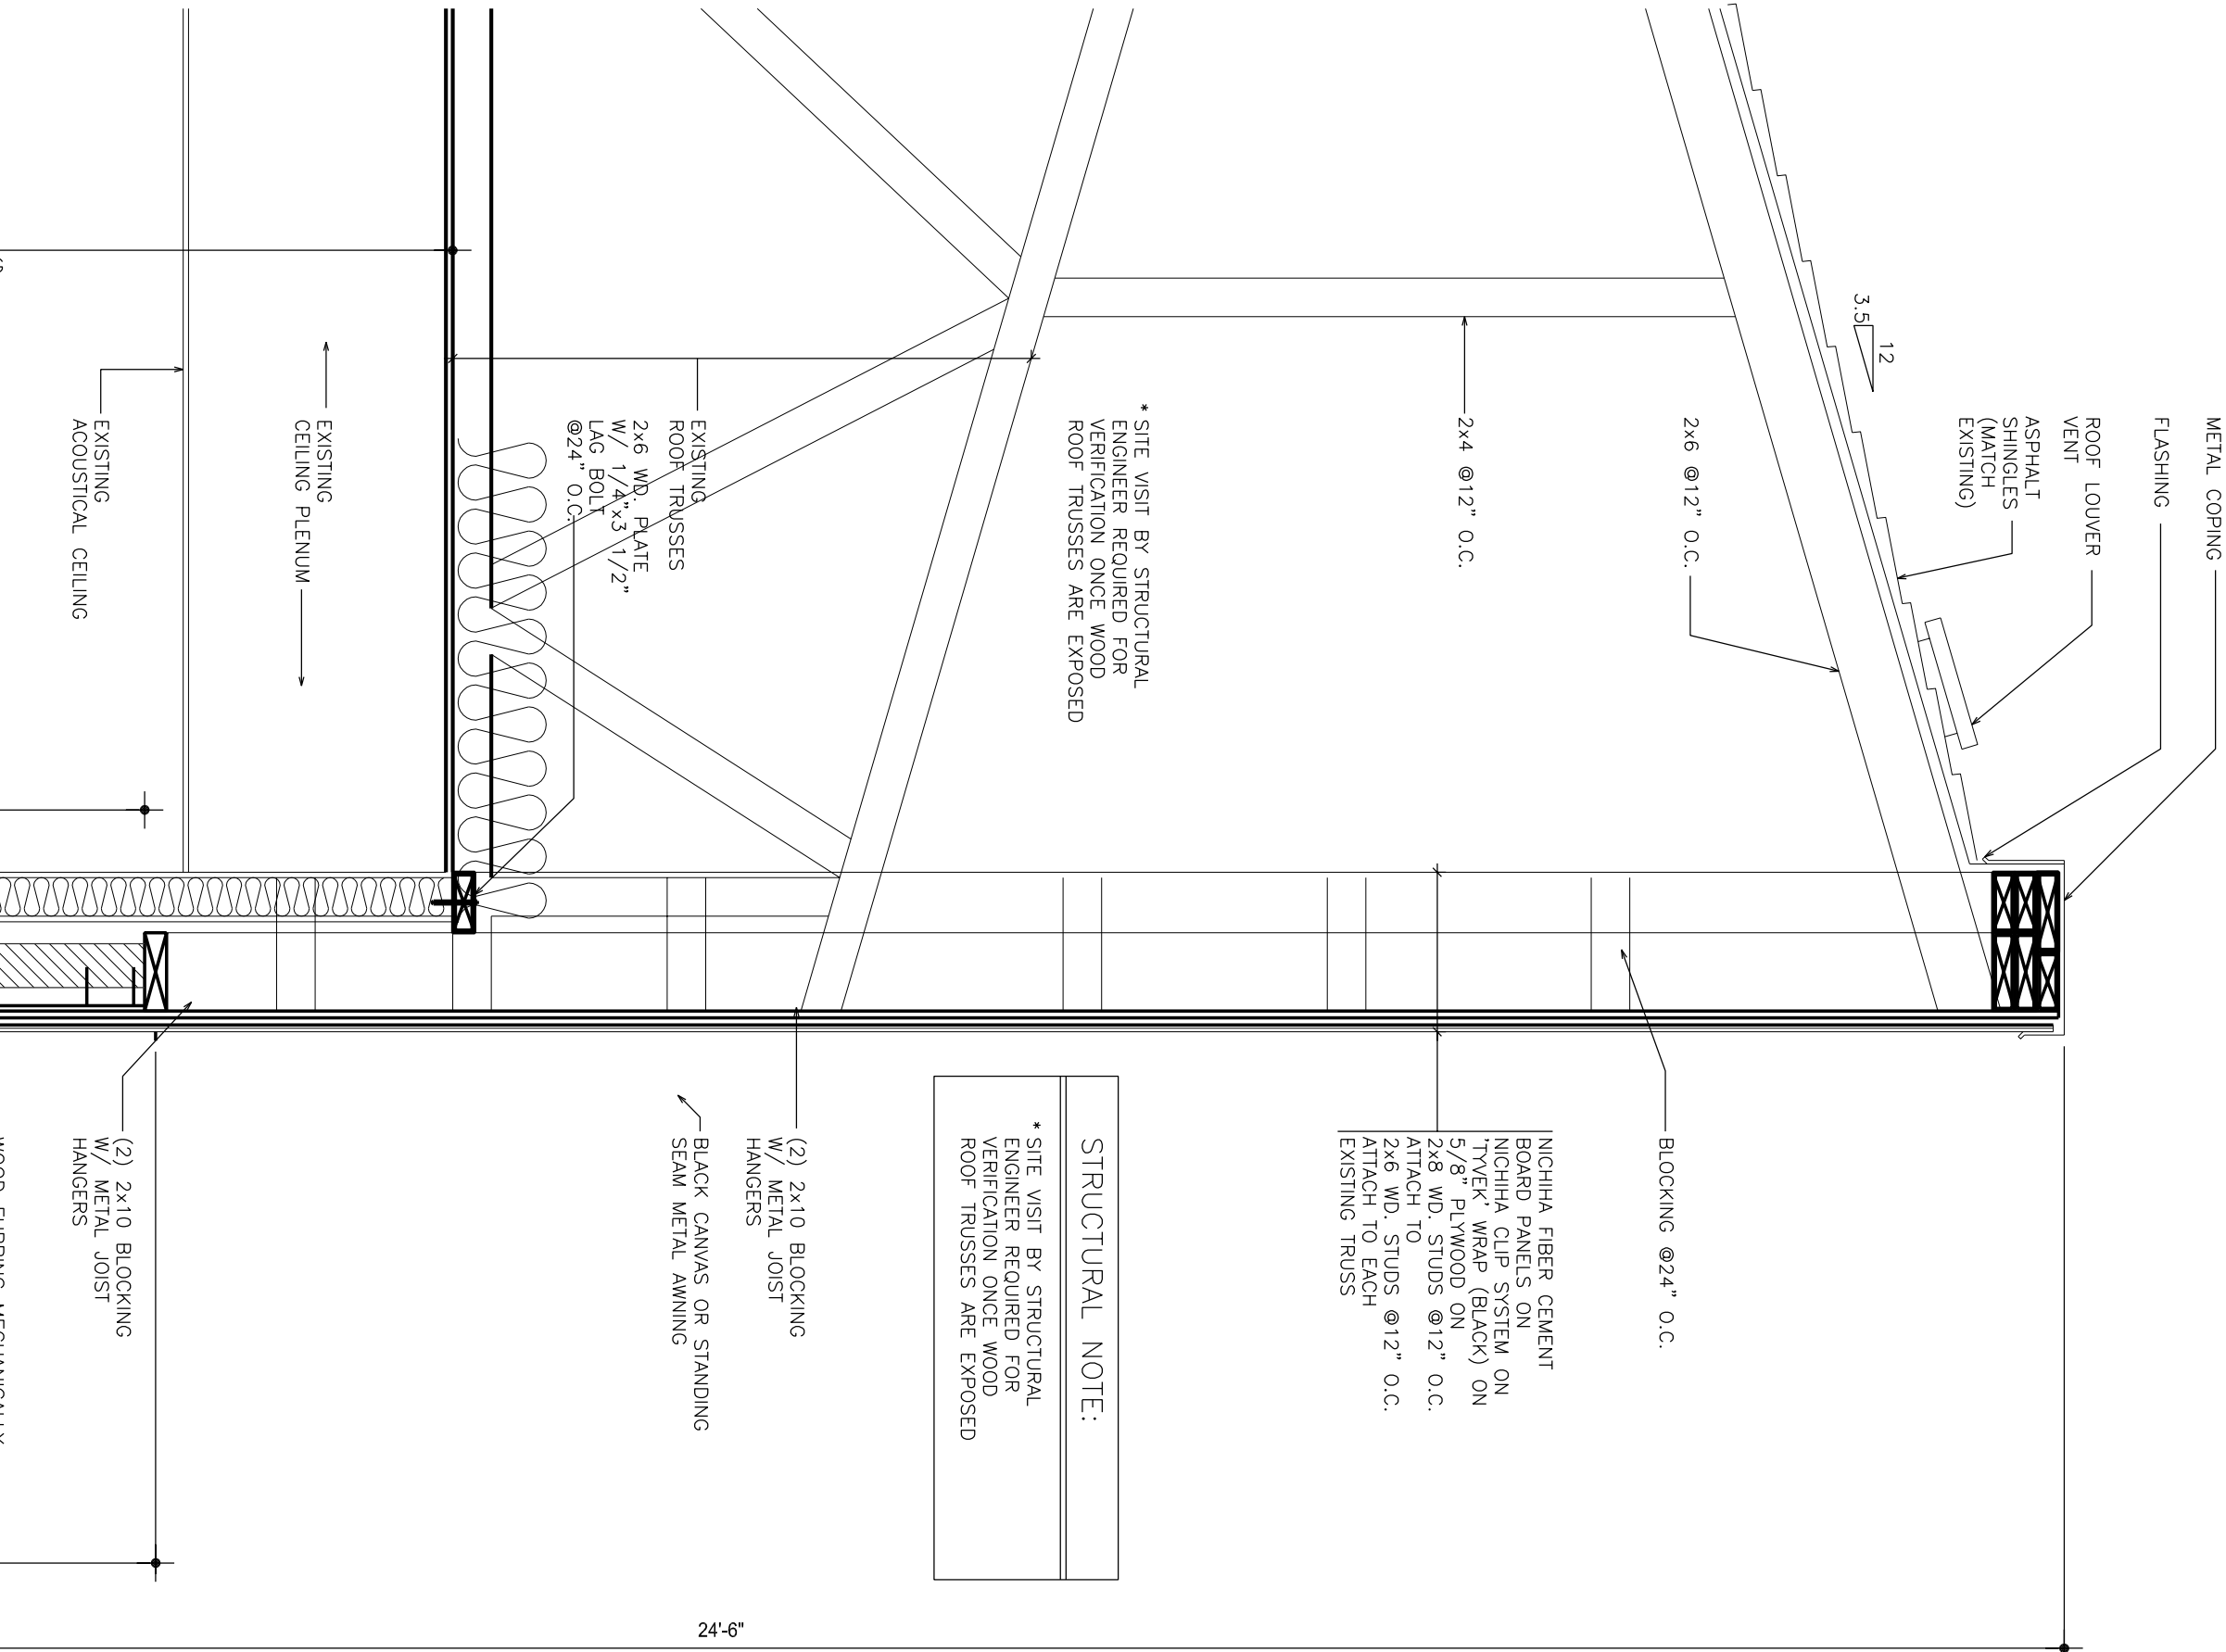 METAL COPING
FLASHING
ROOF LOUVER
VENT
ASPHALT
SHINGLES
(MATCH
EXISTING)
12
3.5
2x6 @12" O.C.
2x4 @12" O.C.
* SITE VISIT BY STRUCTURAL
ENGINEER REQUIRED FOR
VERIFICATION ONCE WOOD
ROOF TRUSSES ARE EXPOSED
EXISTING
ROOF TRUSSES
2x6 WD. PLATE
W/ 1/4"x3 1/2"
LAG BOLT
@24" O.C.
EXISTING
CEILING PLENUM
EXISTING
ACOUSTICAL CEILING
BLOCKING @24" O.C.
NICHIHA FIBER CEMENT
BOARD PANELS ON
NICHIHA CLIP SYSTEM ON
'TYVEK' WRAP (BLACK) ON
5/8" PLYWOOD ON
2x8 WD. STUDS @12" O.C.
ATTACH TO
2x6 WD. STUDS @12" O.C.
ATTACH TO EACH
EXISTING TRUSS
STRUCTURAL NOTE:
* SITE VISIT BY STRUCTURAL
ENGINEER REQUIRED FOR
VERIFICATION ONCE WOOD
ROOF TRUSSES ARE EXPOSED
(2) 2x10 BLOCKING
W/ METAL JOIST
HANGERS
BLACK CANVAS OR STANDING
SEAM METAL AWNING
(2) 2x10 BLOCKING
W/ METAL JOIST
HANGERS
WOOD FURRING MECHANICALLY
24'-6"